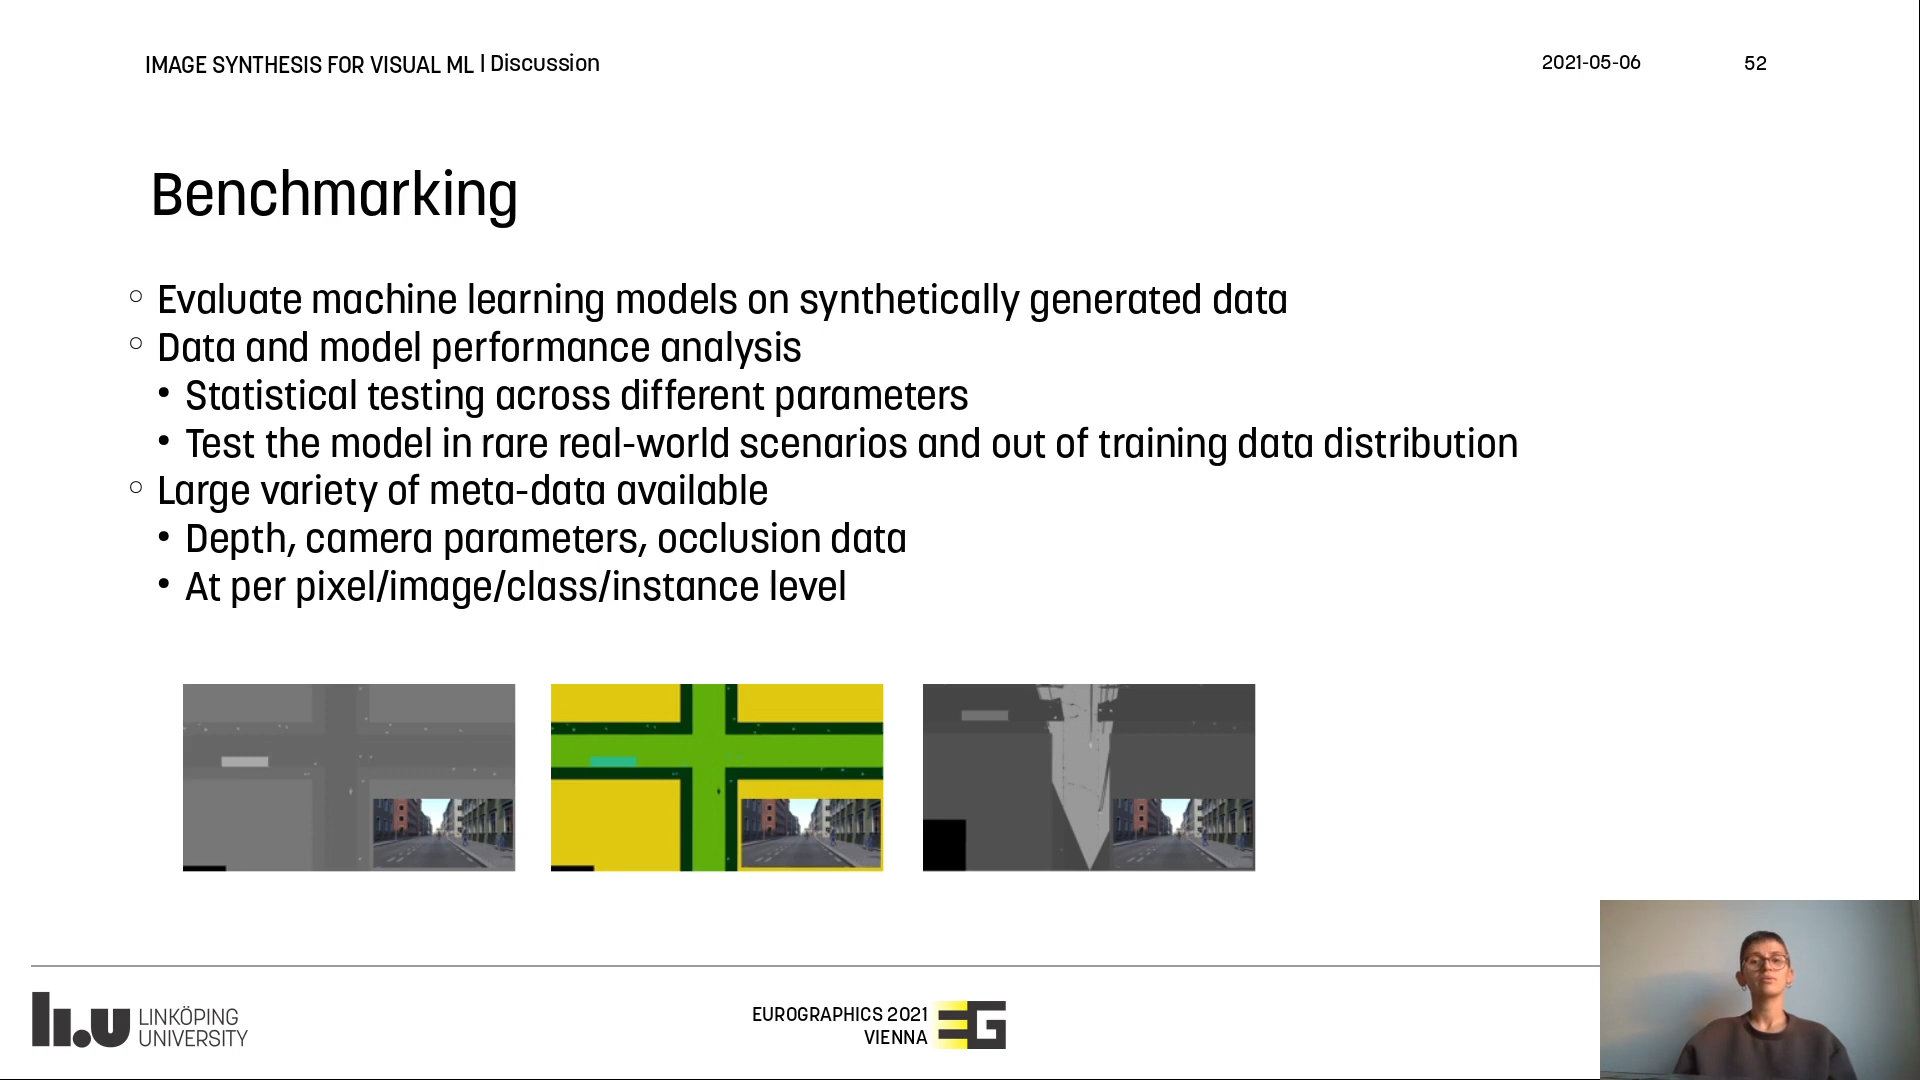 IMAGE SYNTHESIS FOR VISUAL ML | Discussion
2021-05-06
52
Benchmarking
○ Evaluate machine learning models on synthetically generated data
○ Data and model performance analysis
• Statistical testing across different parameters
• Test the model in rare real-world scenarios and out of training data distribution
○ Large variety of meta-data available
• Depth, camera parameters, occlusion data
• At per pixel/image/class/instance level
li.u LINKÖPING
UNIVERSITY
EUROGRAPHICS 2021
VIENNA
EG